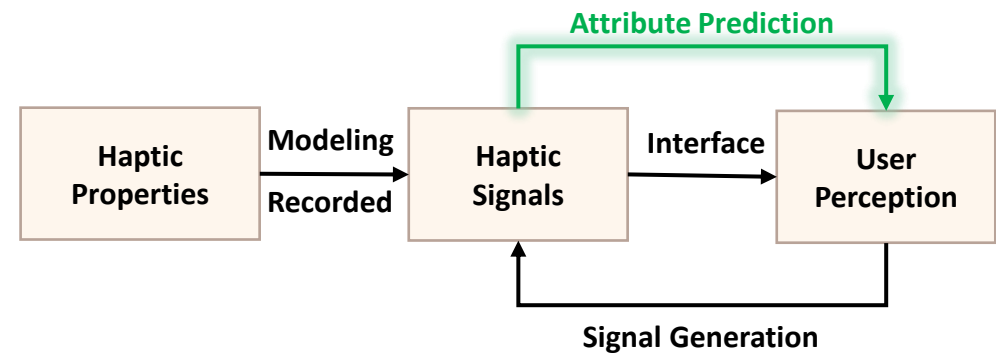 Attribute Prediction
Haptic
Properties
Modeling
Recorded
Haptic
Signals
Interface
User
Perception
Signal Generation